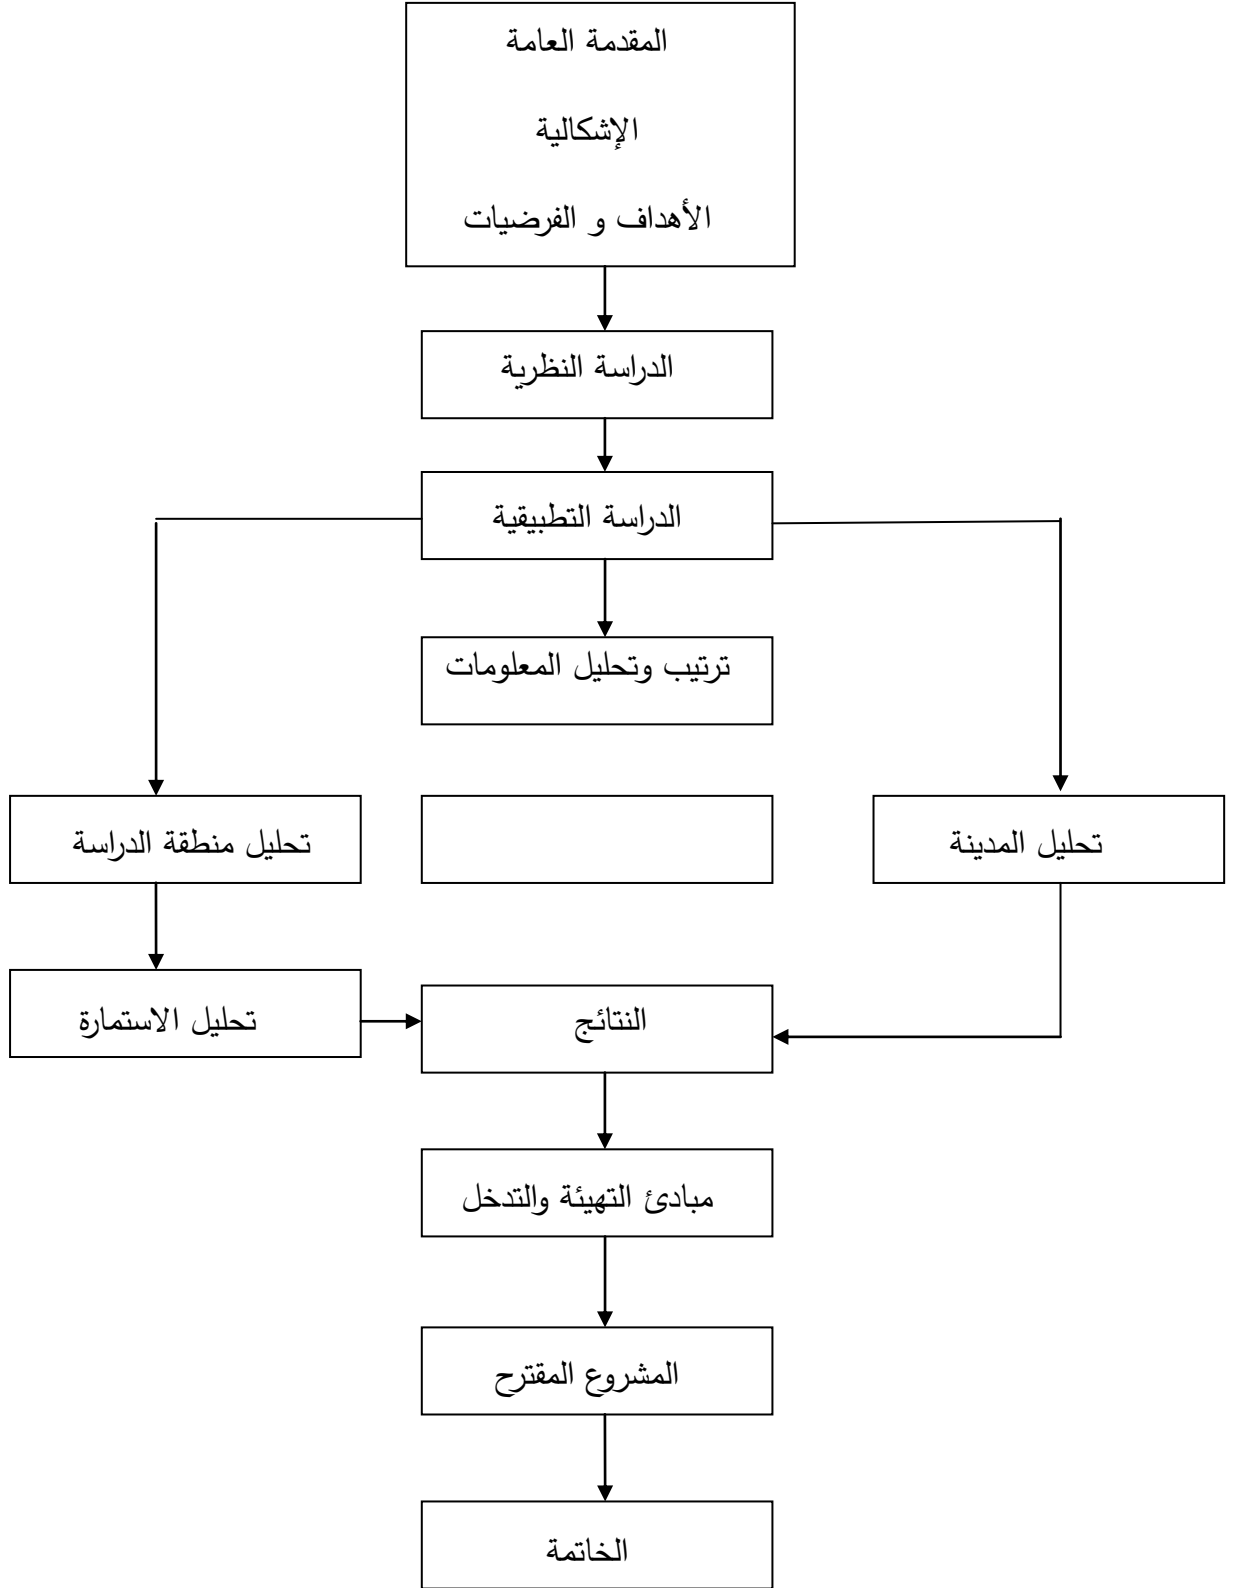 المقدمة العامة
الإشكالية
الأهداف و الفرضيات
الدراسة النظرية
الدراسة التطبيقية
ترتيب وتحليل المعلومات
تحليل المدينة
تحليل منطقة الدراسة
تحليل الاستمارة
النتائج
مبادئ التهيئة والتدخل
المشروع المقترح
الخاتمة